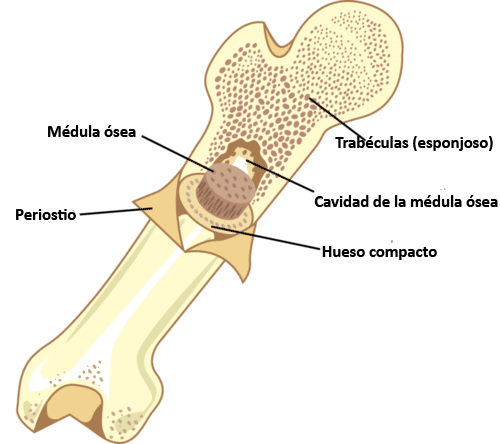 Médula ósea
Trabéculas (esponjoso)
Cavidad de la médula ósea
Periostio
Hueso compacto